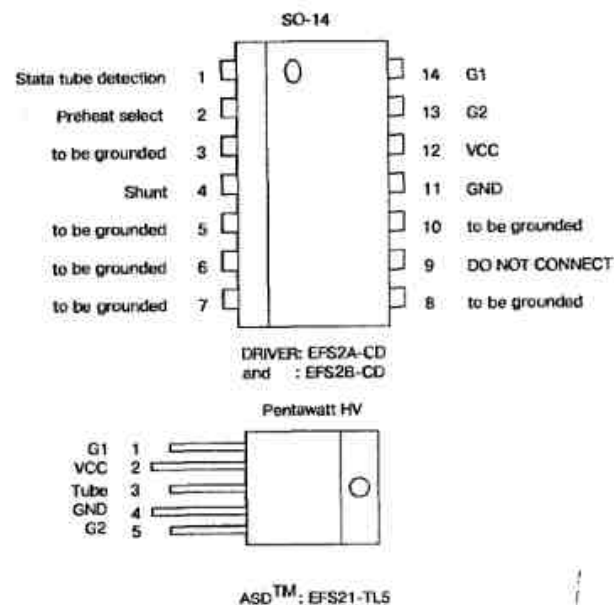 SO-14
Stata tube detection 1
Preheat select 2
to be grounded 3
Shunt 4
to be grounded 5
to be grounded 6
to be grounded 7
14 G1
13 G2
12 VCC
11 GND
10 to be grounded
9 DO NOT CONNECT
8 to be grounded
DRIVER: EFS2A-CD
and : EFS2B-CD
Pentawatt HV
G1 1
VCC 2
Tube 3
GND 4
G2 5
ASD™: EFS21-TL5